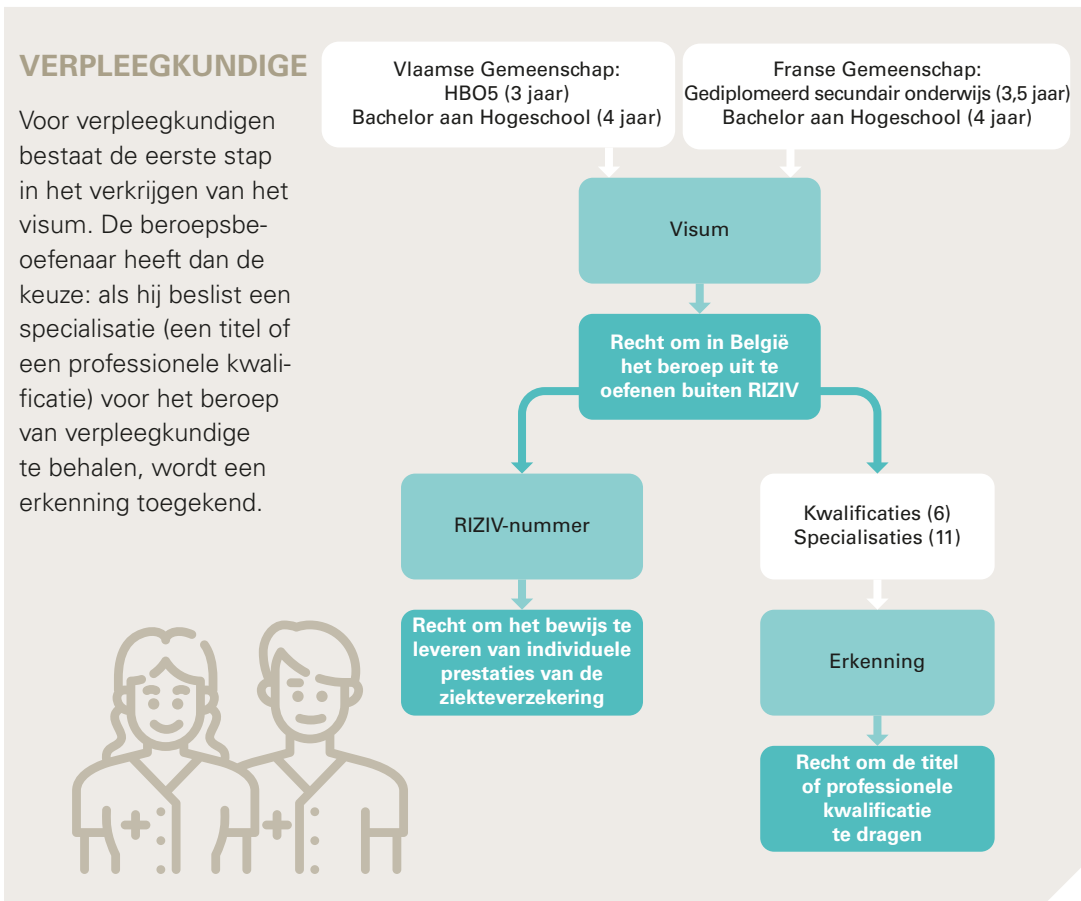 VERPLEEGKUNDIGE
Voor verpleegkundigen
bestaat de eerste stap
in het verkrijgen van het
visum. De beroepsbe-
oefenaar heeft dan de
keuze: als hij beslist een
specialisatie (een titel of
een professionele kwali-
ficatie) voor het beroep
van verpleegkundige
te behalen, wordt een
erkenning toegekend.
Vlaamse Gemeenschap:
HBO5 (3 jaar)
Bachelor aan Hogeschool (4 jaar)
Franse Gemeenschap:
Gediplomeerd secundair onderwijs (3,5 jaar)
Bachelor aan Hogeschool (4 jaar)
Visum
Recht om in België
het beroep uit te
oefenen buiten RIZIV
RIZIV-nummer
Recht om het bewijs te
leveren van individuele
prestaties van de
ziekteverzekering
Kwalificaties (6)
Specialisaties (11)
Erkenning
Recht om de titel
of professionele
kwalificatie
te dragen